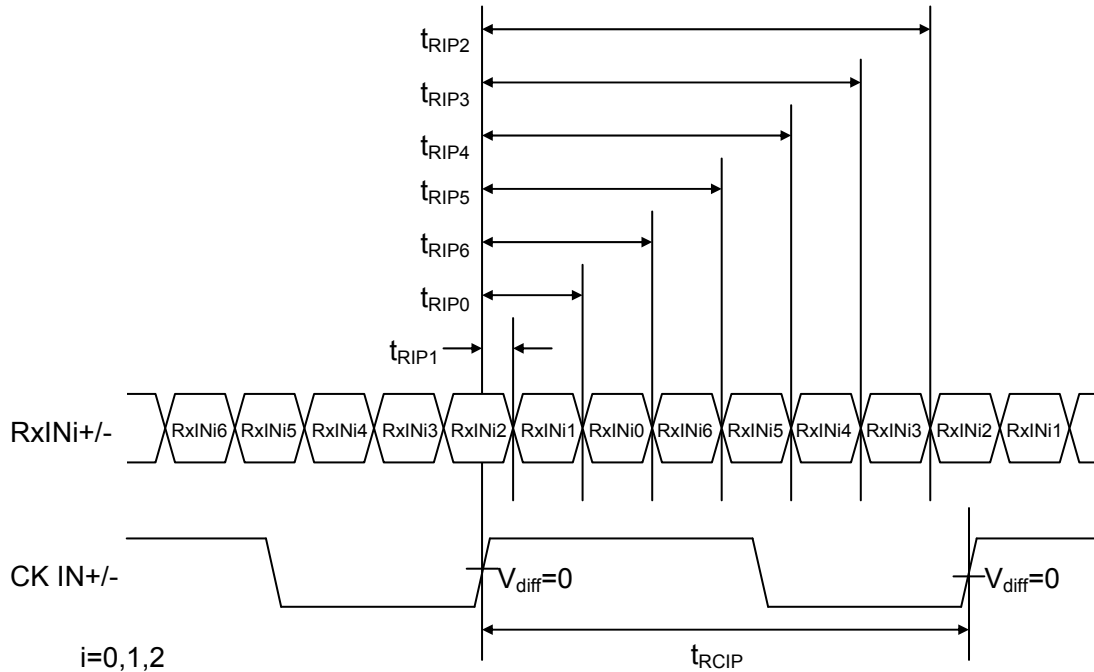 tRIP2
tRIP3
tRIP4
tRIP5
tRIP6
tRIP0
tRIP1
RxINi+/- RxINi6 RxINi5 RxINi4 RxINi3 RxINi2 RxINi1 RxINi0 RxINi6 RxINi5 RxINi4 RxINi3 RxINi2 RxINi1
CK IN+/- Vdiff=0 Vdiff=0
i=0,1,2 tRCIP